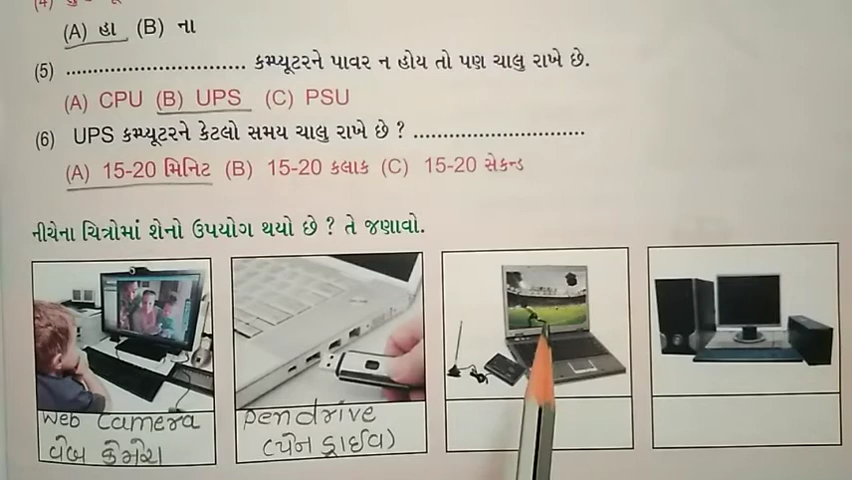 (4)
(A) હા (B) ના
(5) .............................. કમ્પ્યૂટરને પાવર ન હોય તો પણ ચાલુ રાખે છે.
(A) CPU (B) UPS (C) PSU
(6) UPS કમ્પ્યૂટરને કેટલો સમય ચાલુ રાખે છે ? ............................
(A) 15-20 મિનિટ (B) 15-20 કલાક (C) 15-20 સેકન્ડ
નીચેના ચિત્રોમાં શેનો ઉપયોગ થયો છે ? તે જણાવો.
Web Camera
વેબ કેમેરા
pendrive
(પેન ડ્રાઈવ)